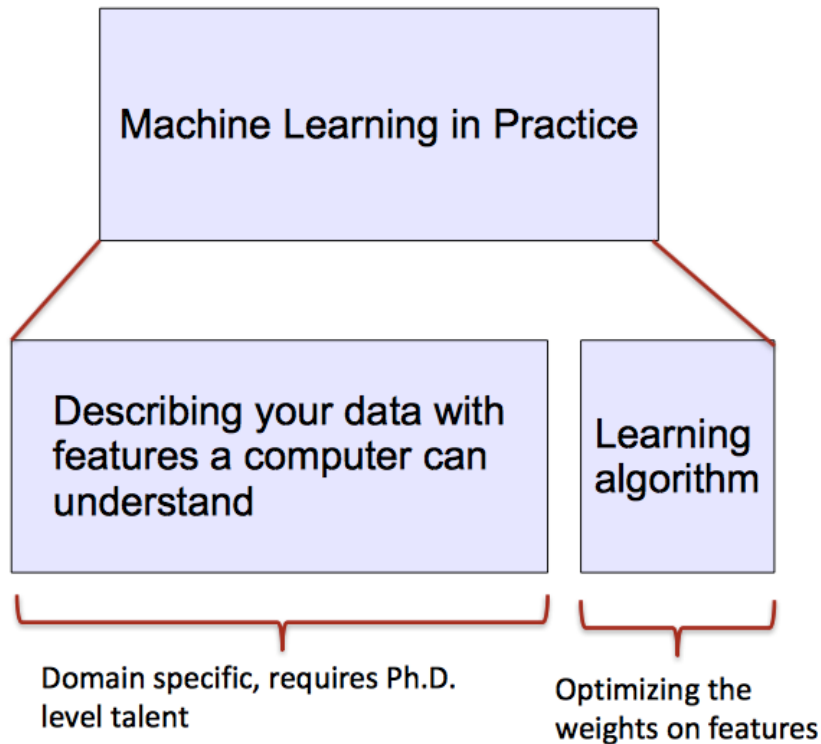 Machine Learning in Practice
Describing your data with
features a computer can
understand
Learning
algorithm
Domain specific, requires Ph.D.
level talent
Optimizing the
weights on features